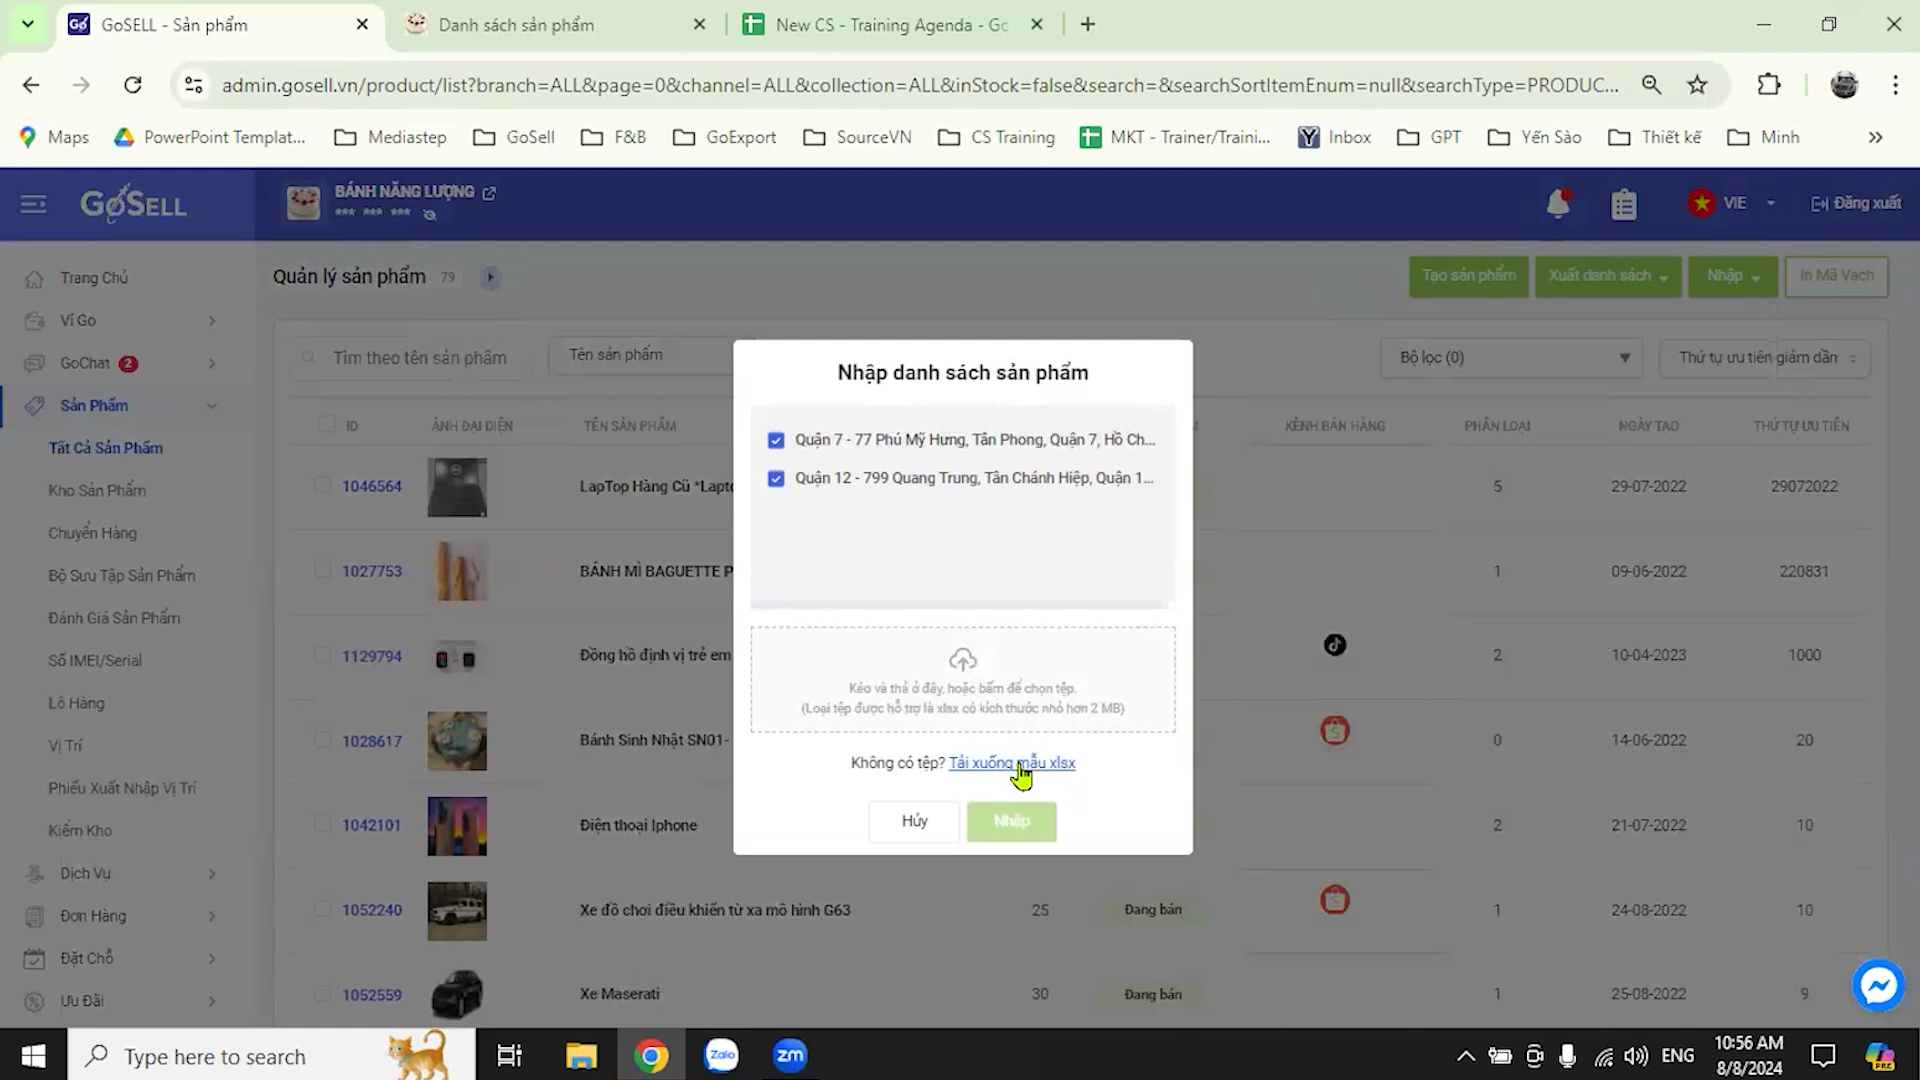 GoSELL - Sản phẩm
Danh sách sản phẩm
New CS - Training Agenda - Go
admin.gosell.vn/product/list?branch=ALL&page=0&channel=ALL&collection=ALL&inStock=false&search=&searchSortItemEnum=null&searchType=PRODUC...
Maps
PowerPoint Templat...
Mediastep
GoSell
F&B
GoExport
SourceVN
CS Training
MKT - Trainer/Traini...
Inbox
GPT
Yến Sào
Thiết kế
Minh
GoSELL
BÁNH NĂNG LƯỢNG
*** *** ***
VIE
Đăng xuất
Trang Chủ
Ví Go
GoChat 2
Sản Phẩm
Tất Cả Sản Phẩm
Kho Sản Phẩm
Chuyển Hàng
Bộ Sưu Tập Sản Phẩm
Đánh Giá Sản Phẩm
Số IMEI/Serial
Lô Hàng
Vị Trí
Phiếu Xuất Nhập Vị Trí
Kiểm Kho
Dịch Vụ
Đơn Hàng
Đặt Chỗ
Ưu Đãi
Quản lý sản phẩm 79
Tạo sản phẩm
Xuất danh sách
Nhập
In Mã Vạch
Tìm theo tên sản phẩm
Tên sản phẩm
Bộ lọc (0)
Thứ tự ưu tiên giảm dần
ID
ẢNH ĐẠI DIỆN
TÊN SẢN PHẨM
KÊNH BÁN HÀNG
PHÂN LOẠI
NGÀY TẠO
THỨ TỰ ƯU TIÊN
1046564 LapTop Hàng Cũ *Lapt 5 29-07-2022 29072022
1027753 BÁNH MÌ BAGUETTE P 1 09-06-2022 220831
1129794 Đồng hồ định vị trẻ em 2 10-04-2023 1000
1028617 Bánh Sinh Nhật SN01- 0 14-06-2022 20
1042101 Điện thoại Iphone 2 21-07-2022 10
1052240 Xe đồ chơi điều khiển từ xa mô hình G63 25 Đang bán 1 24-08-2022 10
1052559 Xe Maserati 30 Đang bán 1 25-08-2022 9
Nhập danh sách sản phẩm
Quận 7 - 77 Phú Mỹ Hưng, Tân Phong, Quận 7, Hồ Ch...
Quận 12 - 799 Quang Trung, Tân Chánh Hiệp, Quận 1...
Kéo và thả ở đây, hoặc bấm để chọn tệp.
(Loại tệp được hỗ trợ là xlsx có kích thước nhỏ hơn 2 MB)
Không có tệp? Tải xuống mẫu xlsx
Hủy
Nhập
Type here to search
Zalo
zm
ENG
10:56 AM
8/8/2024
PRE